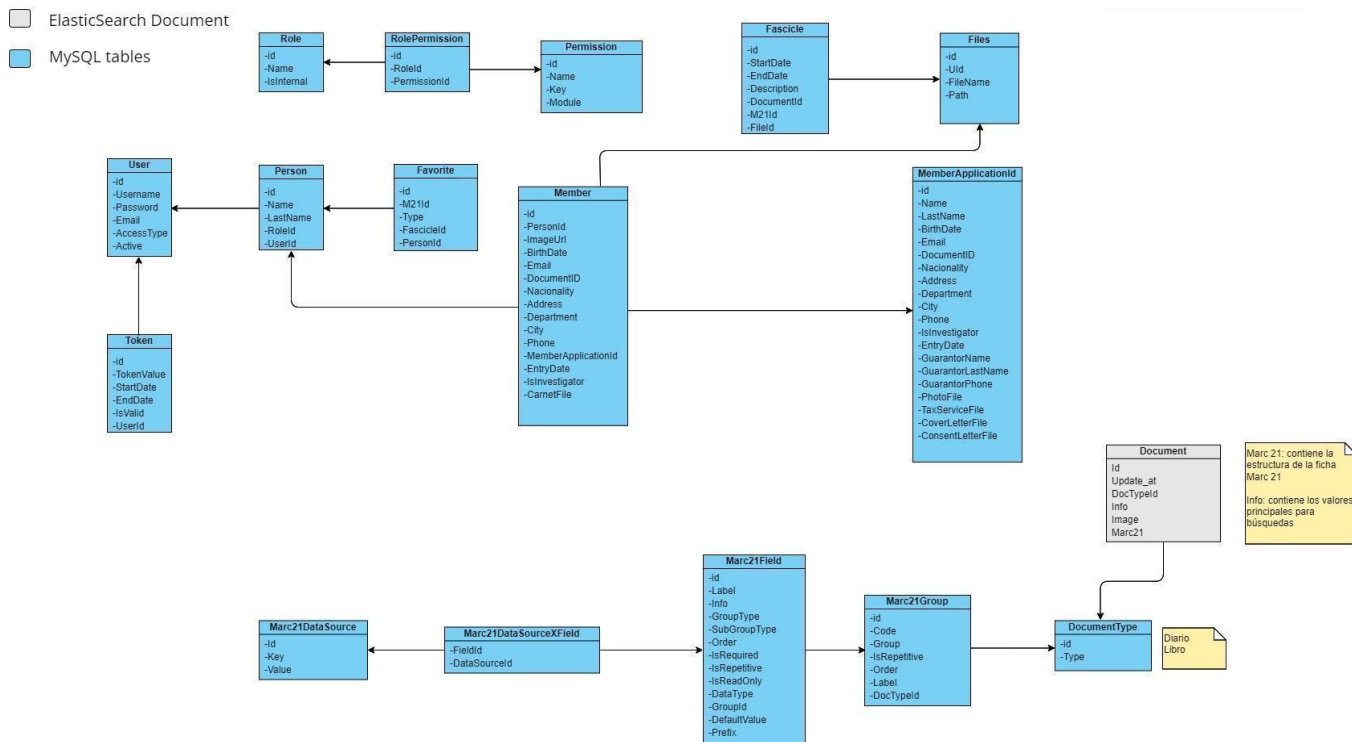 ElasticSearch Document
MySQL tables
Role
-id
-Name
-IsInternal
RolePermission
-id
-RoleId
-PermissionId
Permission
-id
-Name
-Key
-Module
Fascicle
-id
-StartDate
-EndDate
-Description
-DocumentId
-M21Id
-FileId
Files
-id
-UId
-FileName
-Path
User
-id
-Username
-Password
-Email
-AccessType
-Active
Person
-id
-Name
-LastName
-RoleId
-UserId
Favorite
-id
-M21Id
-Type
-FascicleId
-PersonId
Member
-id
-PersonId
-ImageUrl
-BirthDate
-Email
-DocumentID
-Nacionality
-Address
-Department
-City
-Phone
-MemberApplicationId
-EntryDate
-IsInvestigator
-CarnetFile
MemberApplicationId
-id
-Name
-LastName
-BirthDate
-Email
-DocumentID
-Nacionality
-Address
-Department
-City
-Phone
-IsInvestigator
-EntryDate
-GuarantorName
-GuarantorLastName
-GuarantorPhone
-PhotoFile
-TaxServiceFile
-CoverLetterFile
-ConsentLetterFile
Token
-id
-TokenValue
-StartDate
-EndDate
-IsValid
-UserId
Document
Id
Update_at
DocTypeId
Info
Image
Marc21
Marc 21: contiene la
estructura de la ficha
Marc 21
Info: contiene los valores
principales para
búsquedas
Marc21DataSource
-Id
-Key
-Value
Marc21DataSourceXField
-FieldId
-DataSourceId
Marc21Field
-id
-Label
-Info
-GroupType
-SubGroupType
-Order
-IsRequired
-IsRepetitive
-IsReadOnly
-DataType
-GroupId
-DefaultValue
-Prefix
Marc21Group
-id
-Code
-Group
-IsRepetitive
-Order
-Label
-DocTypeId
DocumentType
-id
-Type
Diario
Libro